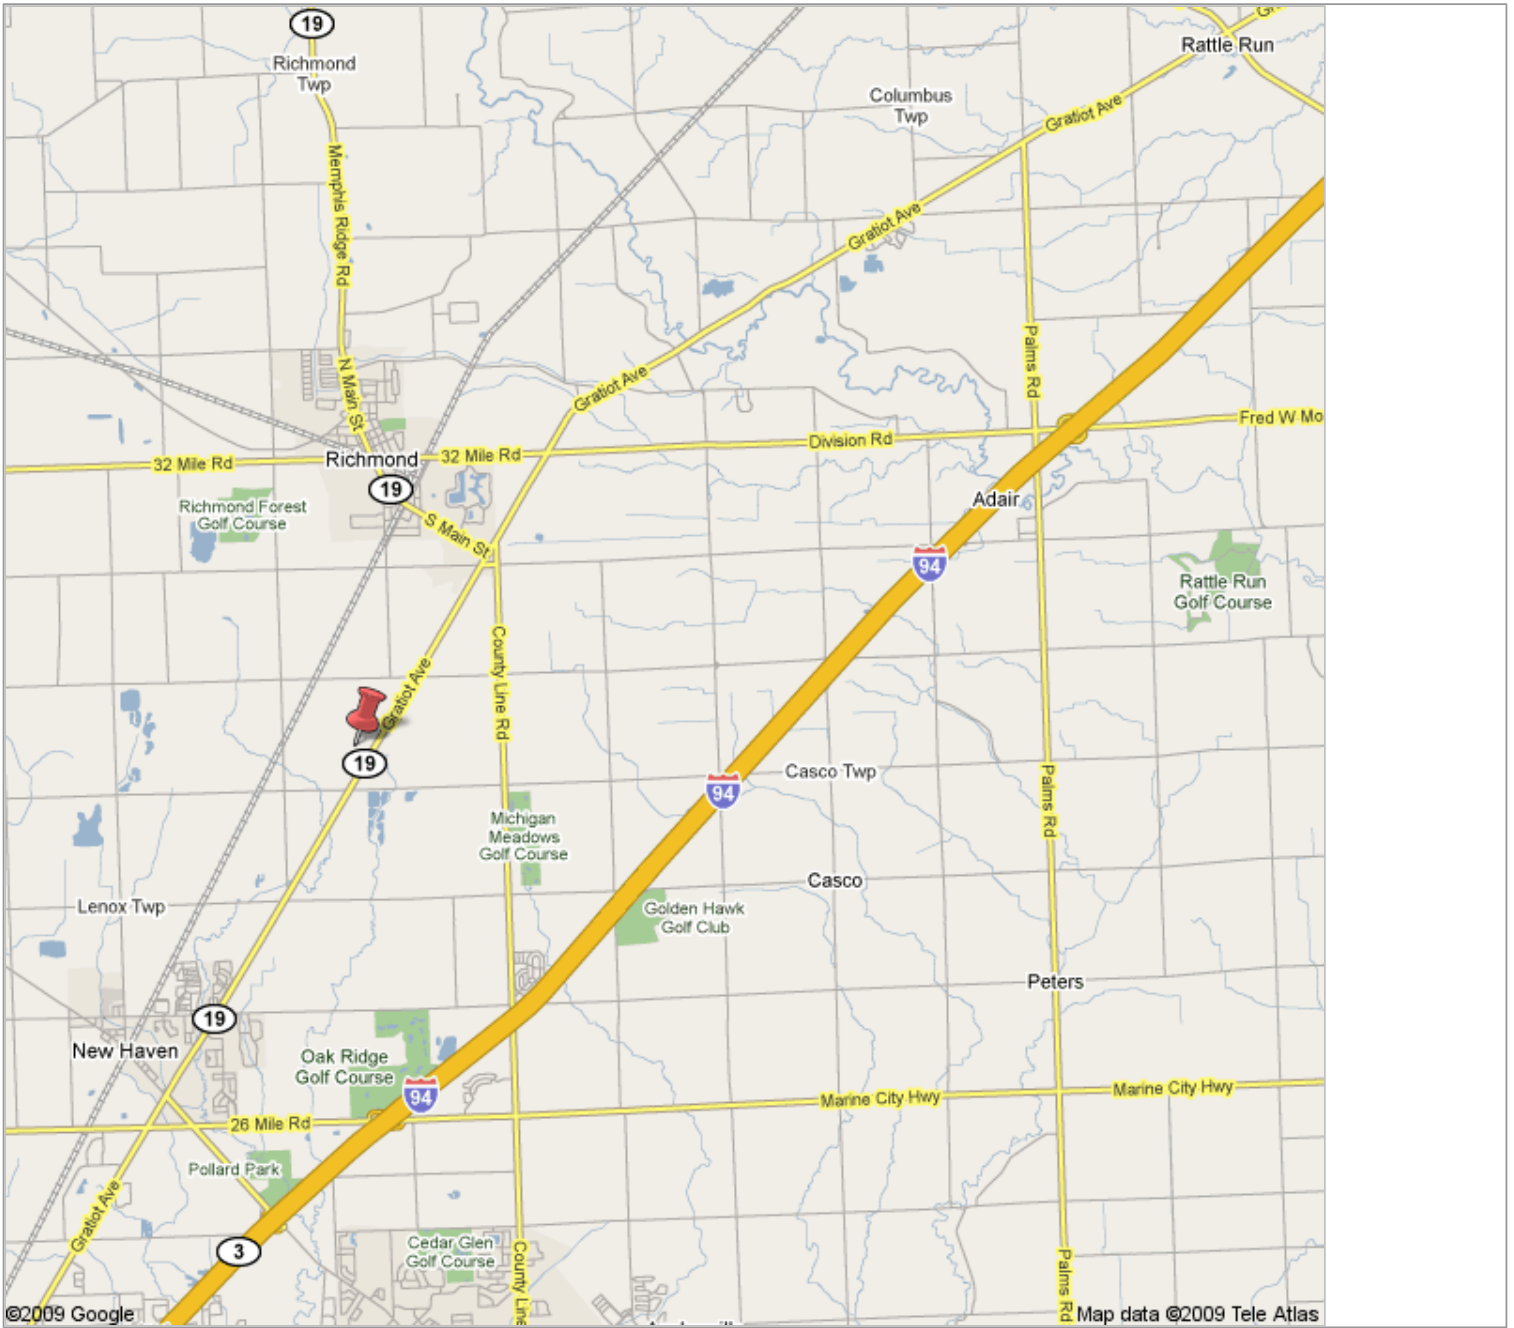 19
Richmond
Twp
Rattle Run
Columbus
Twp
Gratiot Ave
Memphis Ridge Rd
Gratiot Ave
Palms Rd
N Main St
Gratiot Ave
Fred W Mo
Division Rd
32 Mile Rd
Richmond
32 Mile Rd
19
Adair
Richmond Forest
Golf Course
S Main St
94
Rattle Run
Golf Course
County Line Rd
Gratiot Ave
19
Casco Twp
94
Palms Rd
Michigan
Meadows
Golf Course
Casco
Lenox Twp
Golden Hawk
Golf Club
Peters
19
New Haven
Oak Ridge
Golf Course
94
Marine City Hwy
Marine City Hwy
26 Mile Rd
Pollard Park
Gratiot Ave
3
Cedar Glen
Golf Course
County Line
Palms Rd
©2009 Google
Map data ©2009 Tele Atlas